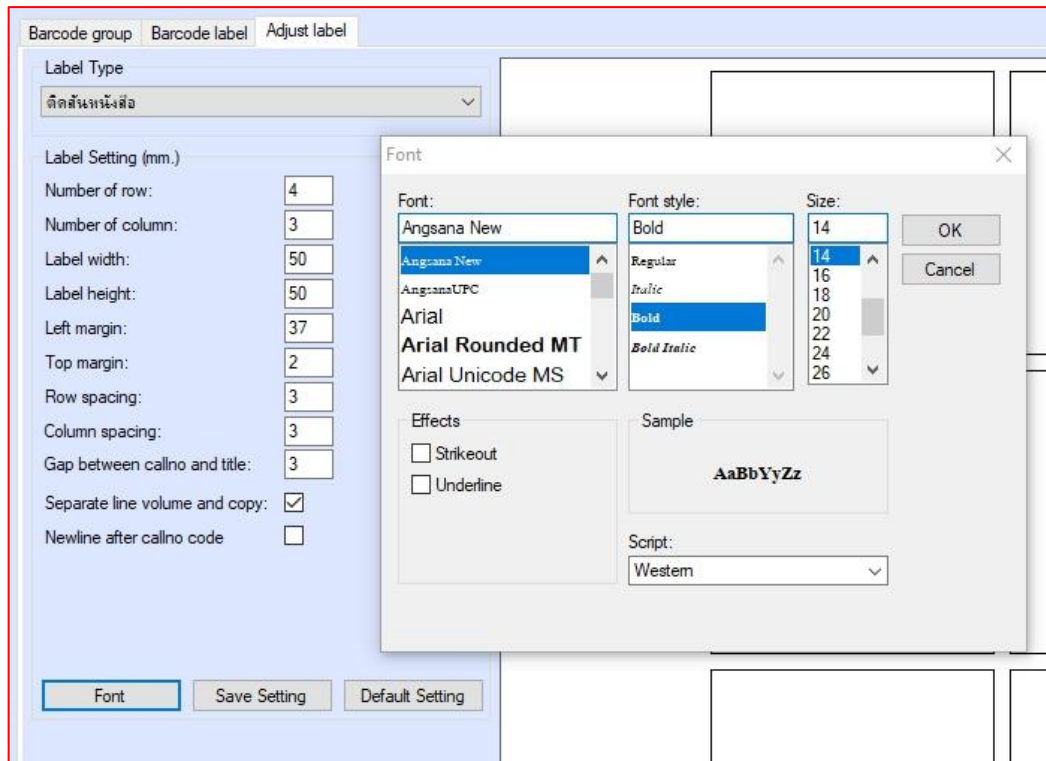 Barcode group Barcode label Adjust label
Label Type
ติดสันหนังสือ
Label Setting (mm.)
Number of row: 4
Number of column: 3
Label width: 50
Label height: 50
Left margin: 37
Top margin: 2
Row spacing: 3
Column spacing: 3
Gap between callno and title: 3
Separate line volume and copy:
Newline after callno code
Font Save Setting Default Setting
Font
Font:
Angsana New
Angsana New
AngsanaUPC
Arial
Arial Rounded MT
Arial Unicode MS
Font style:
Bold
Regular
Italic
Bold
Bold Italic
Size:
14
14
16
18
20
22
24
26
OK
Cancel
Effects
Strikeout
Underline
Sample
AaBbYyZz
Script:
Western